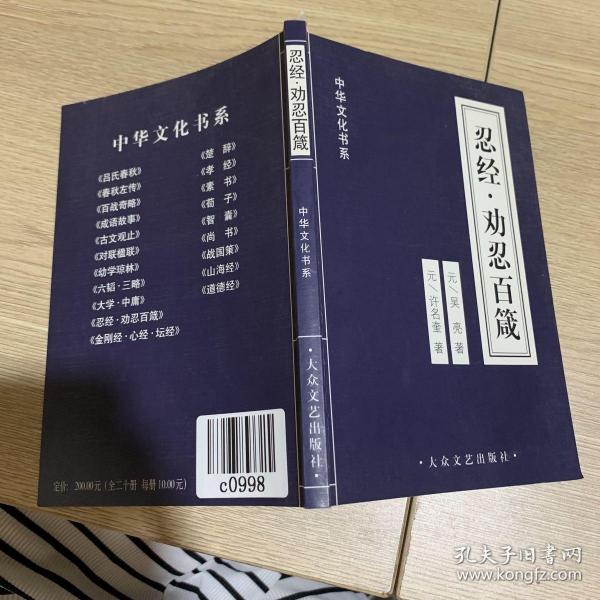 中华文化书系
《吕氏春秋》
《春秋左传》
《百战奇略》
《成语故事》
《古文观止》
《对联楹联》
《幼学琼林》
《六韬·三略》
《大学·中庸》
《忍经·劝忍百箴》
《金刚经·心经·坛经》
《楚辞》
《孝经》
《素书》
《荀子》
《智囊》
《尚书》
《战国策》
《山海经》
《道德经》
定价: 200.00元(全二十册 每册10.00元)
c0998
忍经·劝忍百箴
中华文化书系
·大众文艺出版社·
中华文化书系
忍经·劝忍百箴
元/吴亮 著
元/许名奎 著
·大众文艺出版社·
孔夫子旧书网
www.kongfz.com